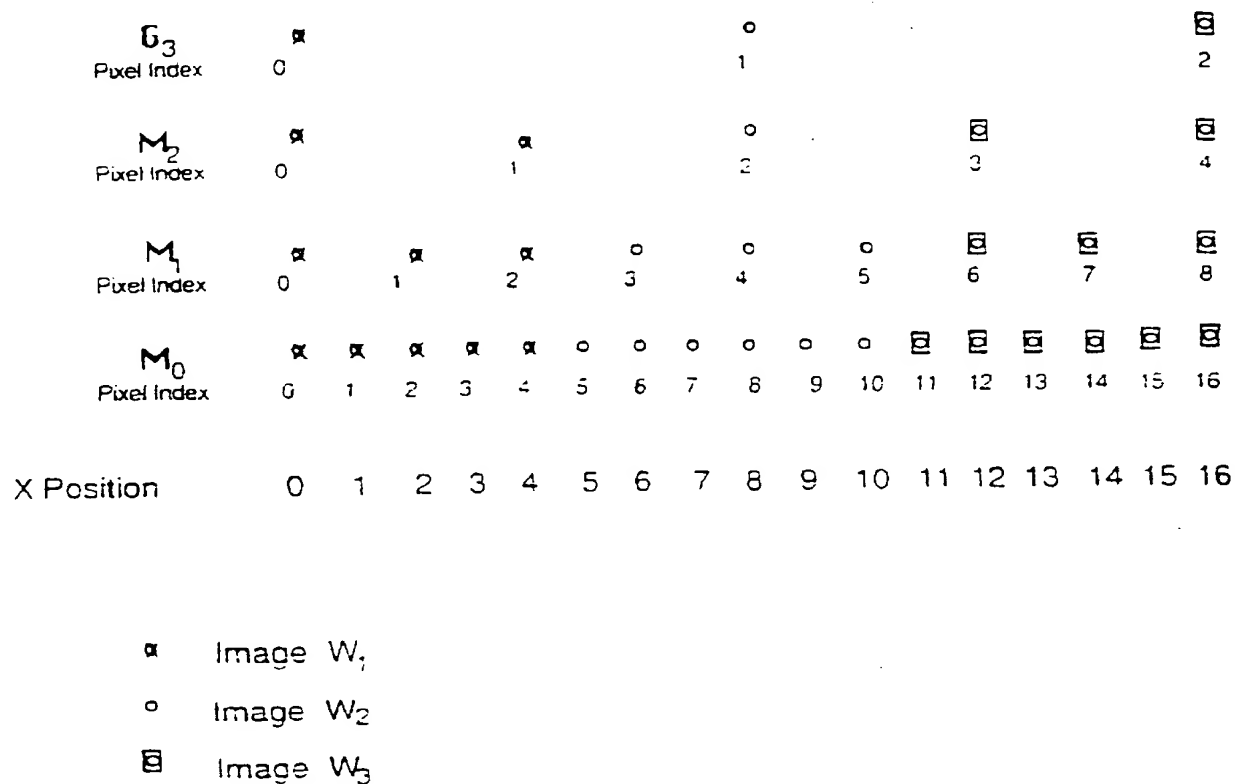 G3
Pixel Index 0 1 2
M2
Pixel Index 0 1 2 3 4
M1
Pixel Index 0 1 2 3 4 5 6 7 8
M0
Pixel Index 0 1 2 3 4 5 6 7 8 9 10 11 12 13 14 15 16
X Position 0 1 2 3 4 5 6 7 8 9 10 11 12 13 14 15 16
Image W1
Image W2
Image W3